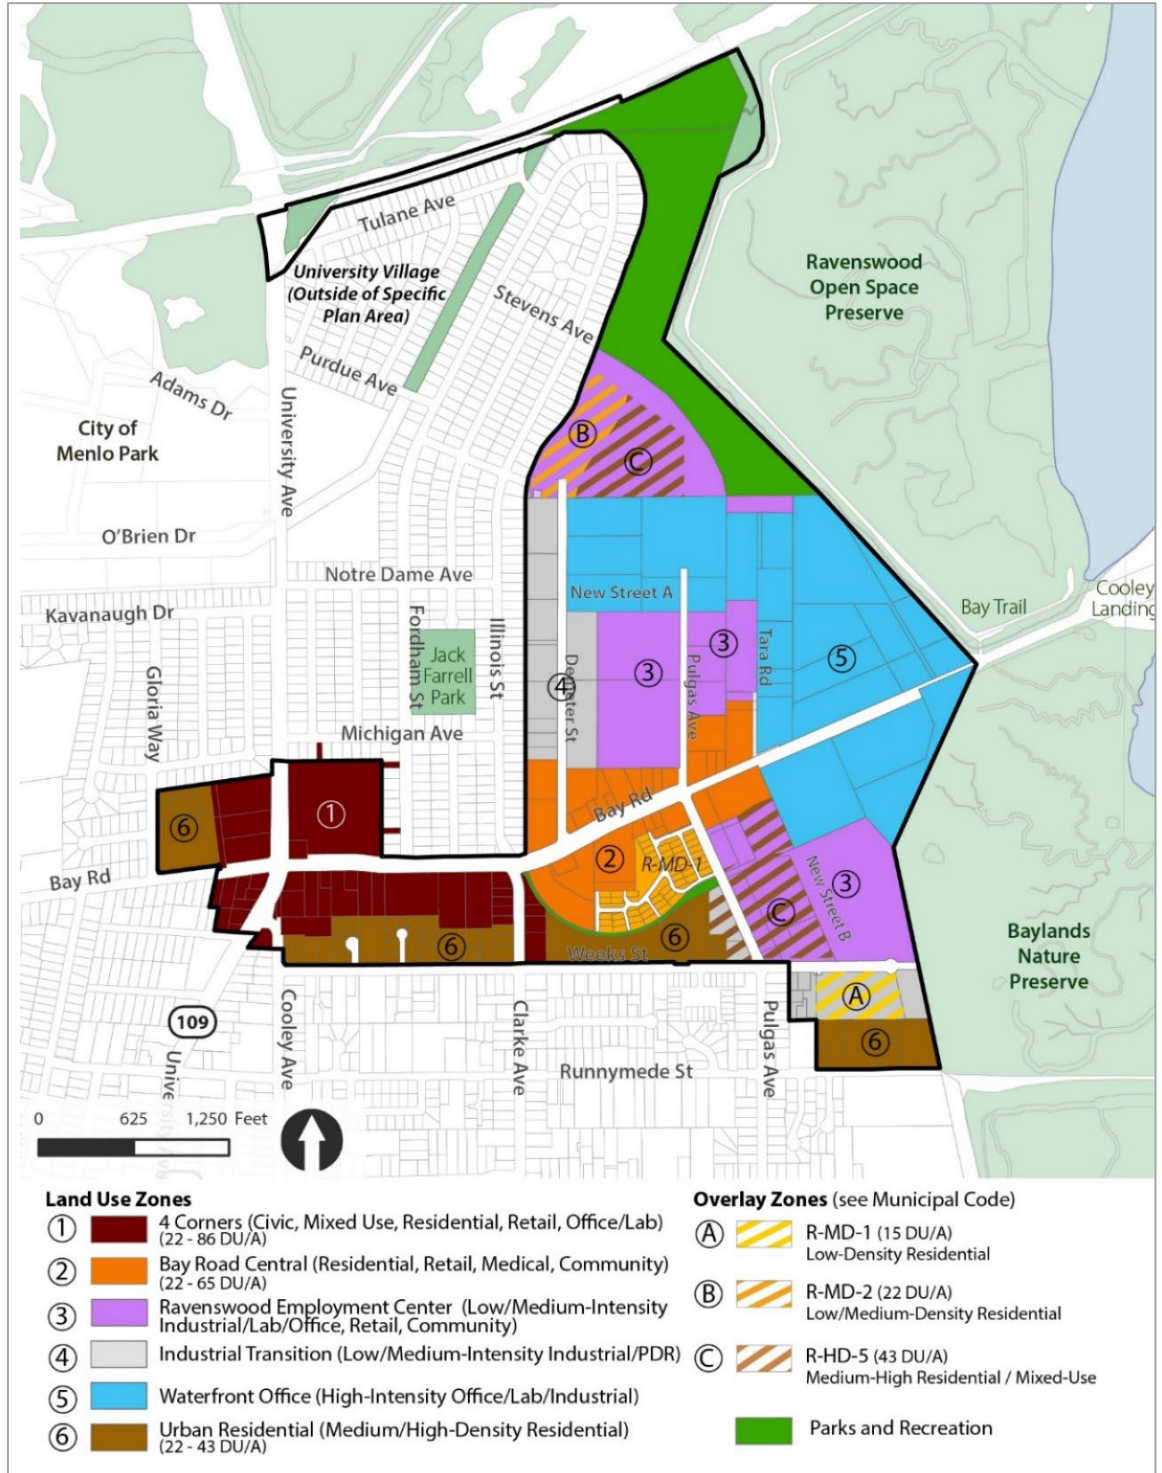 Tulane Ave
University Village
(Outside of Specific
Plan Area)
Stevens Ave
Purdue Ave
Ravenswood
Open Space
Preserve
Adams Dr
City of
Menlo Park
University Ave
B
C
O'Brien Dr
Notre Dame Ave
New Street A
Kavanaugh Dr
Bay Trail
Cooley
Landing
Fordham St
Illinois St
Jack
Farrell
Park
Gloria Way
3
3
Tara Rd
5
4
Demeter St
Pulgas Ave
Michigan Ave
6
1
Bay Rd
Bay Rd
2
R-MD-1
3
New Street B
C
6
6
Weeks St
Baylands
Nature
Preserve
A
6
109
University Ave
Cooley Ave
Clarke Ave
Pulgas Ave
Runnymede St
0 625 1,250 Feet
Land Use Zones
1 4 Corners (Civic, Mixed Use, Residential, Retail, Office/Lab)
(22 - 86 DU/A)
2 Bay Road Central (Residential, Retail, Medical, Community)
(22 - 65 DU/A)
3 Ravenswood Employment Center (Low/Medium-Intensity
Industrial/Lab/Office, Retail, Community)
4 Industrial Transition (Low/Medium-Intensity Industrial/PDR)
5 Waterfront Office (High-Intensity Office/Lab/Industrial)
6 Urban Residential (Medium/High-Density Residential)
(22 - 43 DU/A)
Overlay Zones (see Municipal Code)
A R-MD-1 (15 DU/A)
Low-Density Residential
B R-MD-2 (22 DU/A)
Low/Medium-Density Residential
C R-HD-5 (43 DU/A)
Medium-High Residential / Mixed-Use
Parks and Recreation